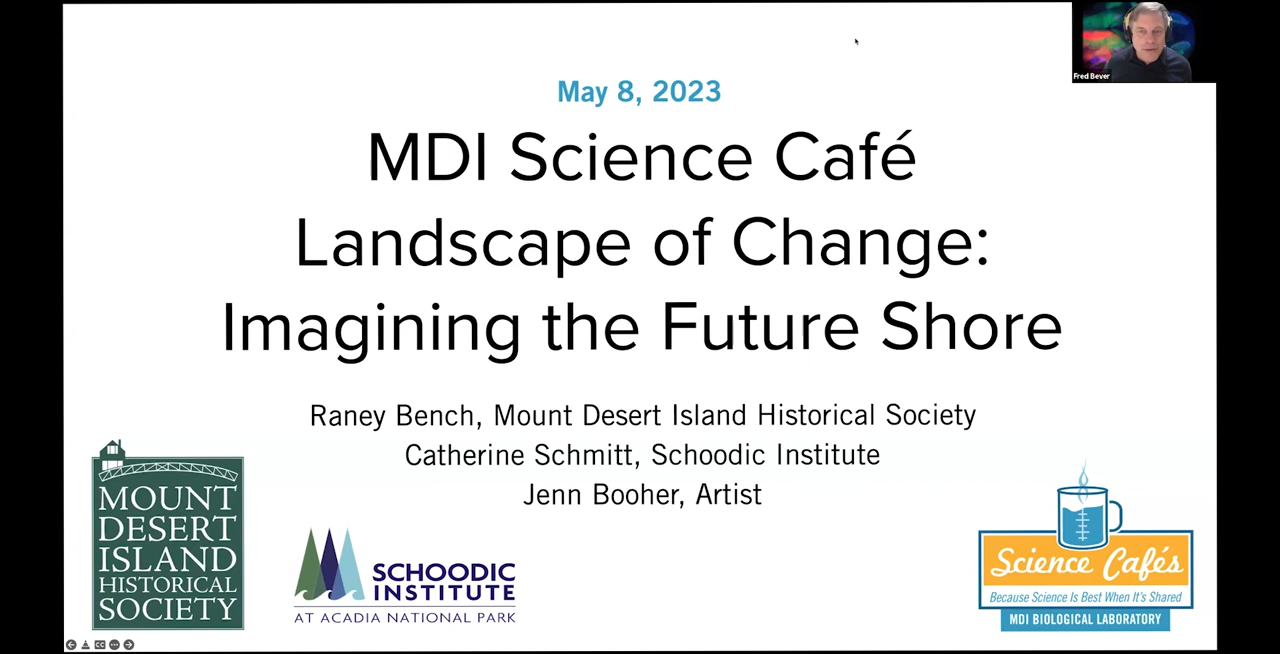 Fred Bever
May 8, 2023
MDI Science Café
Landscape of Change:
Imagining the Future Shore
Raney Bench, Mount Desert Island Historical Society
Catherine Schmitt, Schoodic Institute
Jenn Booher, Artist
MOUNT
DESERT
ISLAND
HISTORICAL
SOCIETY
SCHOODIC
INSTITUTE
AT ACADIA NATIONAL PARK
Science Cafés
Because Science Is Best When It's Shared
MDI BIOLOGICAL LABORATORY